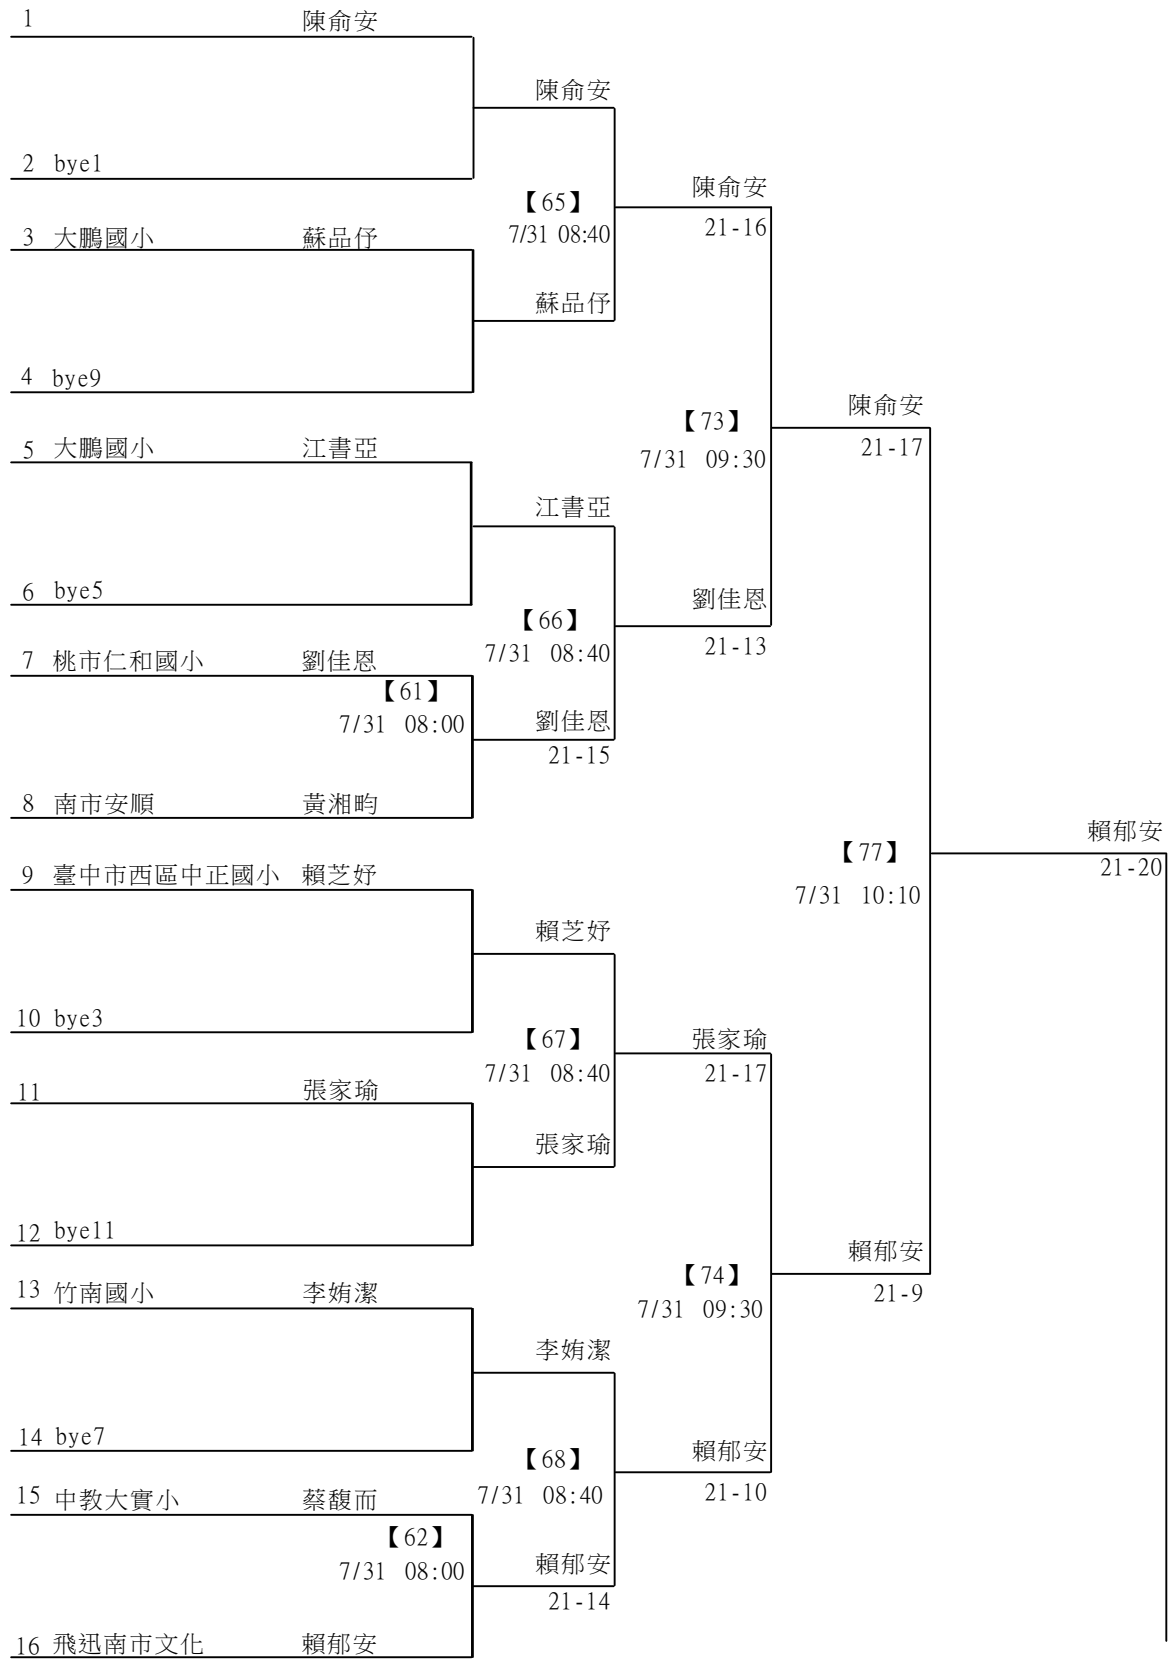 1 陳俞安
陳俞安
2 bye1
【65】
7/31 08:40
陳俞安
21-16
3 大鵬國小 蘇品伃
蘇品伃
4 bye9
【73】
7/31 09:30
陳俞安
21-17
5 大鵬國小 江書亞
江書亞
6 bye5
【66】
7/31 08:40
劉佳恩
21-13
7 桃市仁和國小 劉佳恩
【61】
7/31 08:00
劉佳恩
21-15
8 南市安順 黃湘畇
【77】
7/31 10:10
賴郁安
21-20
9 臺中市西區中正國小 賴芝妤
賴芝妤
10 bye3
【67】
7/31 08:40
張家瑜
21-17
11 張家瑜
張家瑜
12 bye11
【74】
7/31 09:30
賴郁安
21-9
13 竹南國小 李姷潔
李姷潔
14 bye7
【68】
7/31 08:40
賴郁安
21-10
15 中教大實小 蔡馥而
【62】
7/31 08:00
賴郁安
21-14
16 飛迅南市文化 賴郁安